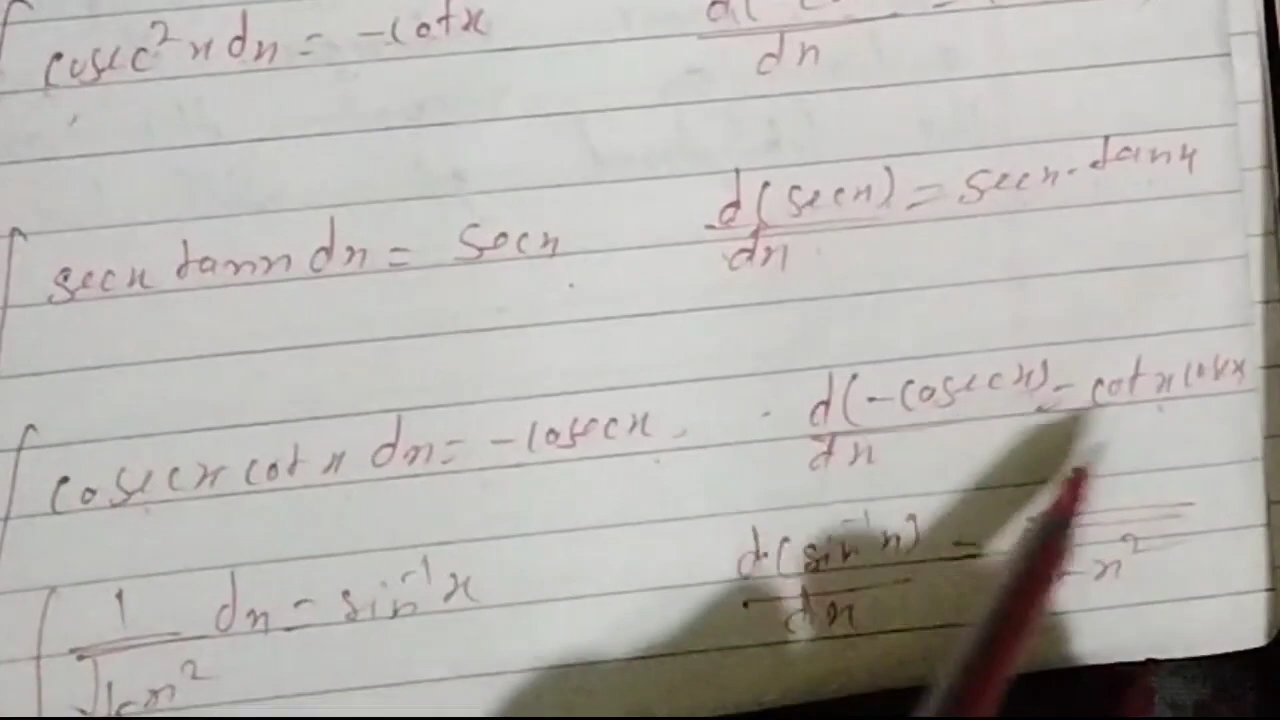 ∫ cosec²x dx = -cotx
dx
∫ secx tanx dx = secx    d(secx)/dx = secx·tanx
∫ cosecx cotx dx = -cosecx    d(-cosecx)/dx = cotx
∫ 1/√1-x² dx = sin⁻¹x    d(sin⁻¹x)/dx = -x²